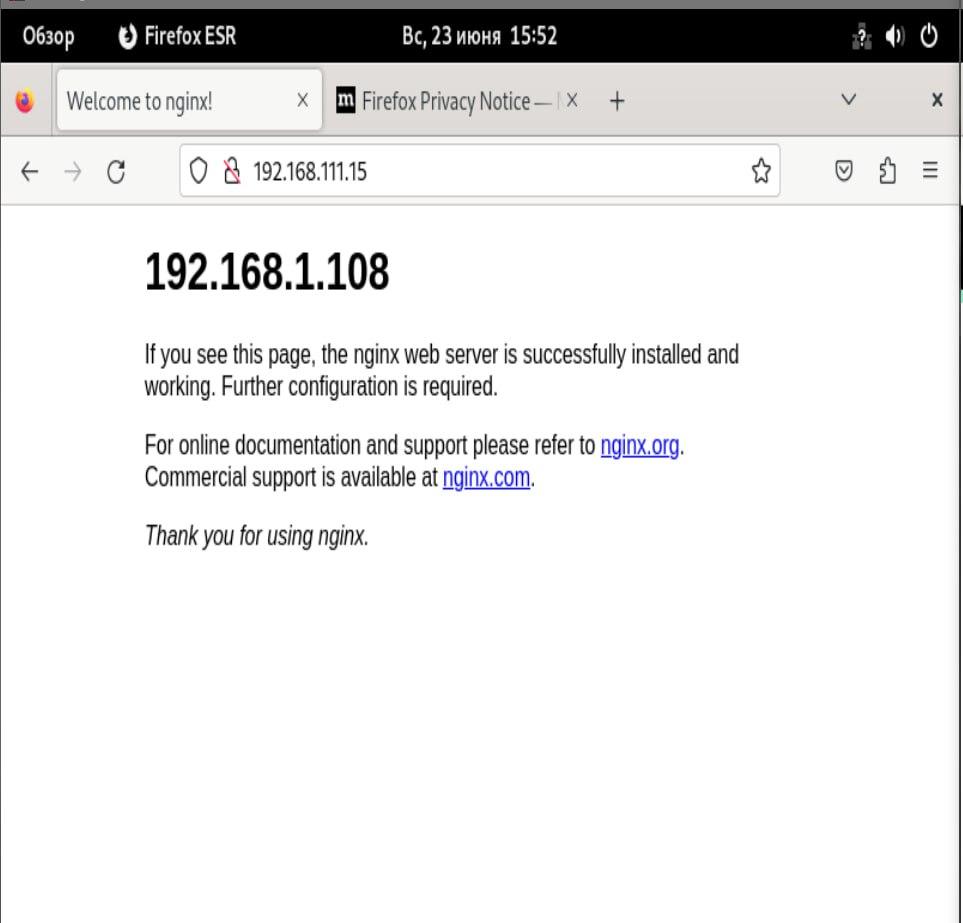 Обзор Firefox ESR Вс, 23 июня 15:52
Welcome to nginx! Firefox Privacy Notice —
192.168.111.15
192.168.1.108
If you see this page, the nginx web server is successfully installed and
working. Further configuration is required.
For online documentation and support please refer to nginx.org.
Commercial support is available at nginx.com.
Thank you for using nginx.